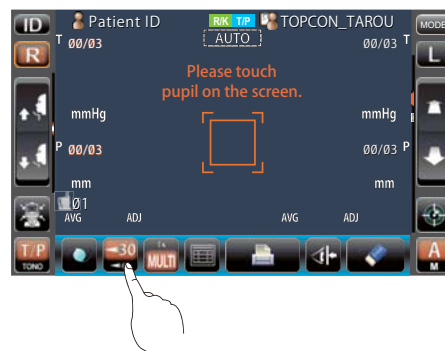 ID Patient ID R/K T/P TOPCON_TAROU MODE
R T 00/03 AUTO 00/03 T L
Please touch
pupil on the screen.
mmHg mmHg
P 00/03 00/03 P
mm mm
01
AVG ADJ AVG ADJ
T/P 30 MULTI A
TONO M